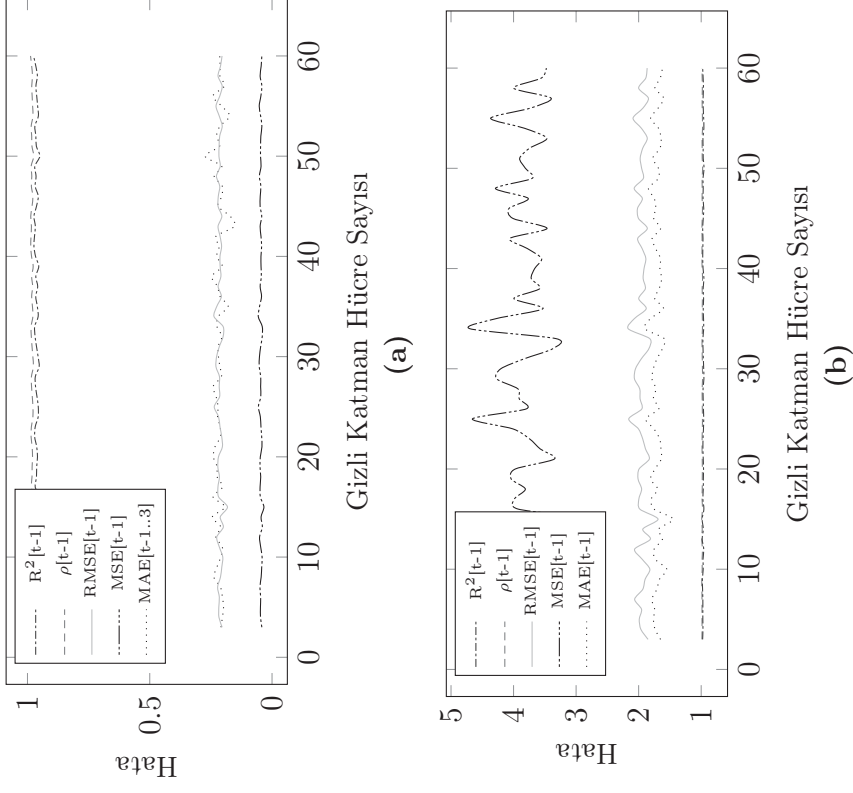 1
0.5
0
Hata
R²[t-1]
ρ[t-1]
RMSE[t-1]
MSE[t-1]
MAE[t-1..3]
0 10 20 30 40 50 60
Gizli Katman Hücre Sayısı
(a)
5
4
3
2
1
Hata
R²[t-1]
ρ[t-1]
RMSE[t-1]
MSE[t-1]
MAE[t-1]
0 10 20 30 40 50 60
Gizli Katman Hücre Sayısı
(b)